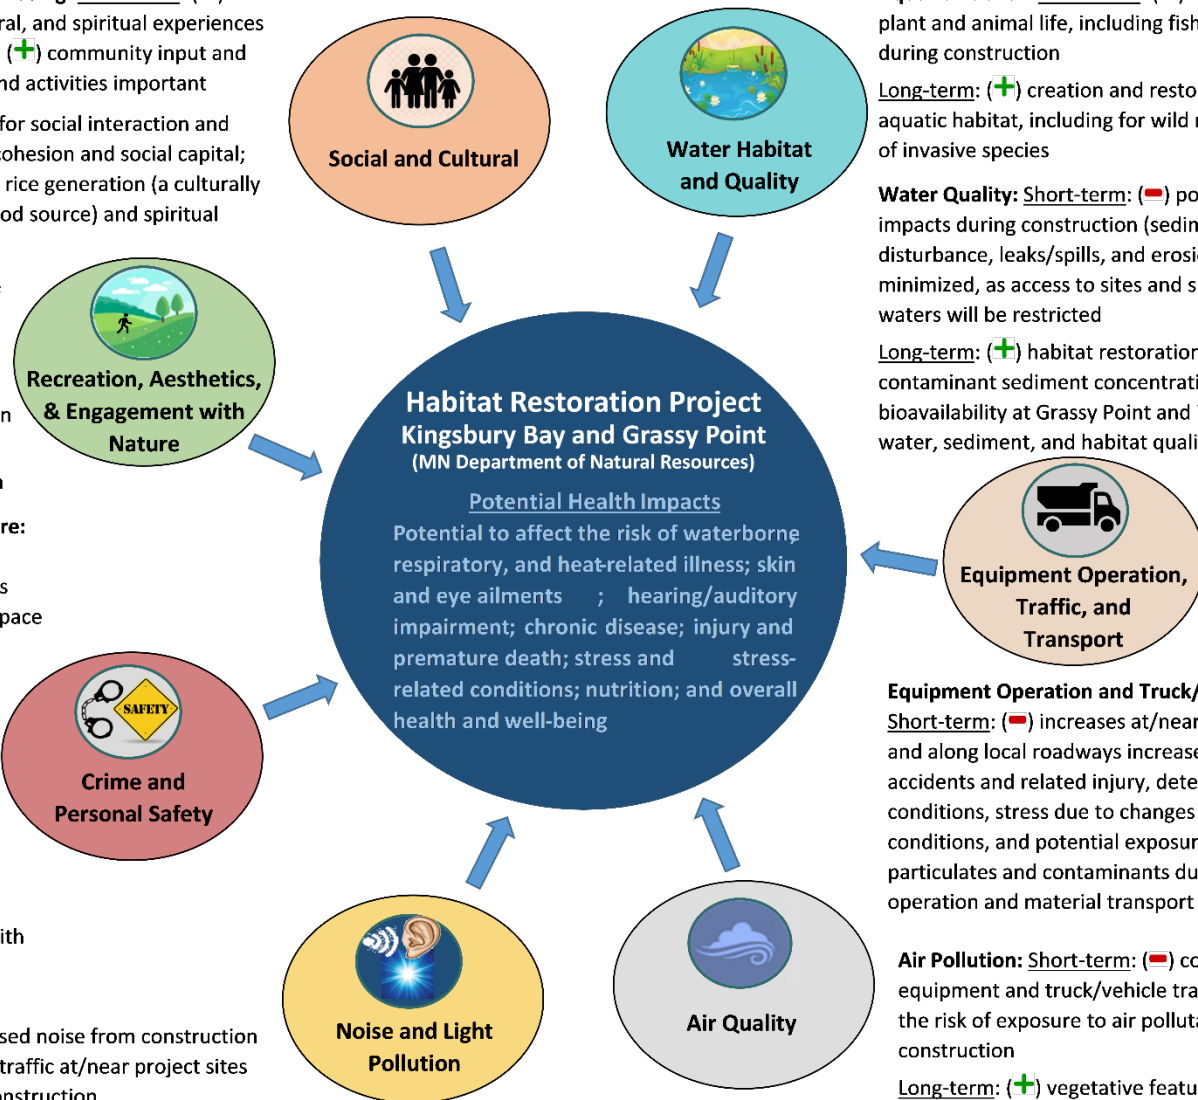 ral, and spiritual experiences
(+) community input and
nd activities important
for social interaction and
cohesion and social capital;
rice generation (a culturally
od source) and spiritual
Social and Cultural
Water Habitat
and Quality
plant and animal life, including fish
during construction
Long-term: (+) creation and resto
aquatic habitat, including for wild r
of invasive species
Water Quality: Short-term: (-) po
impacts during construction (sedim
disturbance, leaks/spills, and erosi
minimized, as access to sites and s
waters will be restricted
Long-term: (+) habitat restoration
contaminant sediment concentrati
bioavailability at Grassy Point and
water, sediment, and habitat quali
Recreation, Aesthetics,
& Engagement with
Nature
n
n
re:
s
pace
Habitat Restoration Project
Kingsbury Bay and Grassy Point
(MN Department of Natural Resources)
Potential Health Impacts
Potential to affect the risk of waterborne,
respiratory, and heat-related illness; skin
and eye ailments ; hearing/auditory
impairment; chronic disease; injury and
premature death; stress and stress-
related conditions; nutrition; and overall
health and well-being
Equipment Operation,
Traffic, and
Transport
SAFETY
Crime and
Personal Safety
Equipment Operation and Truck/
Short-term: (-) increases at/near
and along local roadways increase
accidents and related injury, dete
conditions, stress due to changes
conditions, and potential exposur
particulates and contaminants du
operation and material transport
ith
sed noise from construction
traffic at/near project sites
onstruction
Noise and Light
Pollution
Air Quality
Air Pollution: Short-term: (-) co
equipment and truck/vehicle tra
the risk of exposure to air polluta
construction
Long-term: (+) vegetative featu